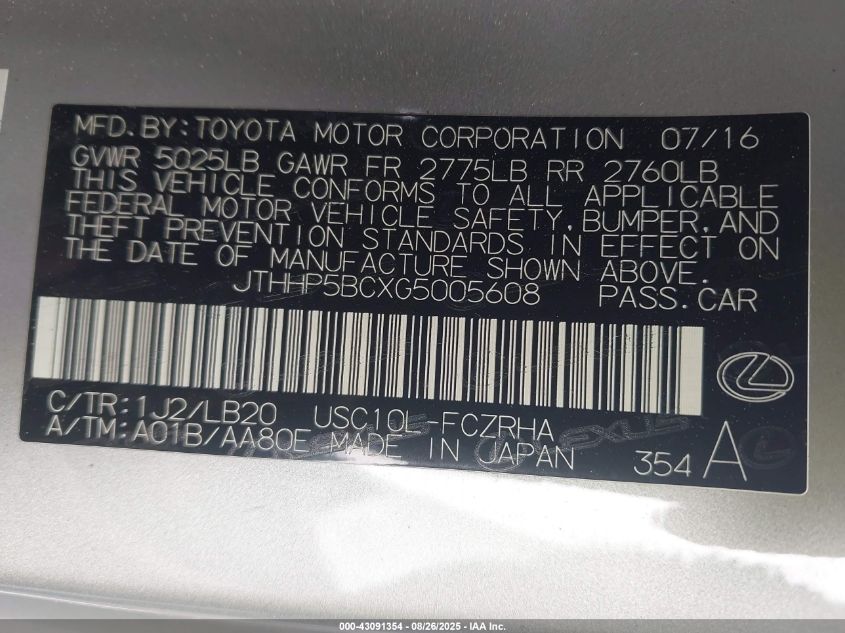 MFD.BY:TOYOTA MOTOR CORPORATION 07/16
GVWR 5025LB GAWR FR 2775LB RR 2760LB
THIS VEHICLE CONFORMS TO ALL APPLICABLE
FEDERAL MOTOR VEHICLE SAFETY,BUMPER,AND
THEFT PREVENTION STANDARDS IN EFFECT ON
THE DATE OF MANUFACTURE SHOWN ABOVE.
JTHHP5BCXG5005608 PASS.CAR
C/TR:1J2/LB20 USC10L-FCZRHA
A/TM:A01B/AA80E MADE IN JAPAN 354 A
LEXUS
000-43091354 - 08/26/2025 - IAA Inc.